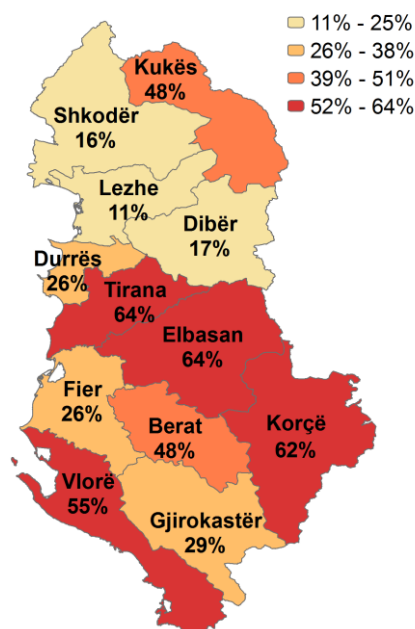 11% - 25%
26% - 38%
39% - 51%
52% - 64%
Kukës
48%
Shkodër
16%
Lezhe
11%
Dibër
17%
Durrës
26%
Tirana
64%
Elbasan
64%
Fier
26%
Berat
48%
Korçë
62%
Vlorë
55%
Gjirokastër
29%